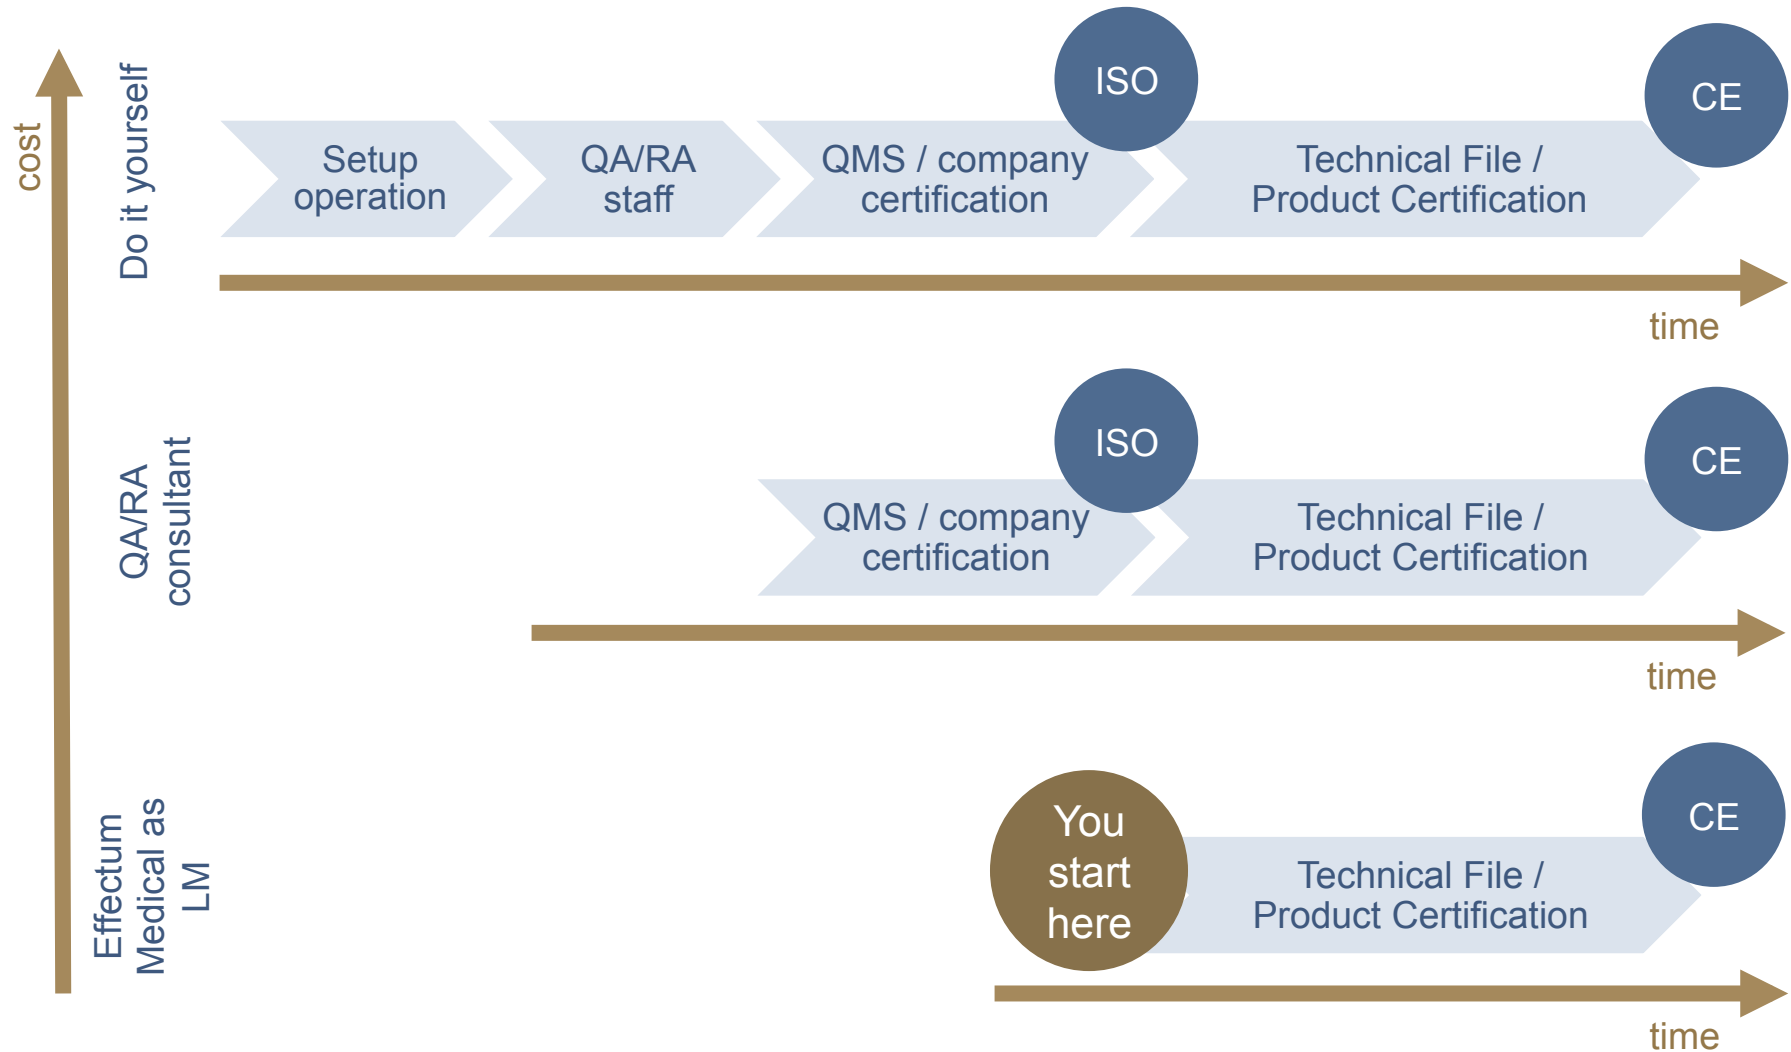 cost
Do it yourself
Setup
operation
QA/RA
staff
QMS / company
certification
ISO
Technical File /
Product Certification
CE
time
QA/RA
consultant
QMS / company
certification
ISO
Technical File /
Product Certification
CE
time
Effectum
Medical as
LM
You
start
here
Technical File /
Product Certification
CE
time